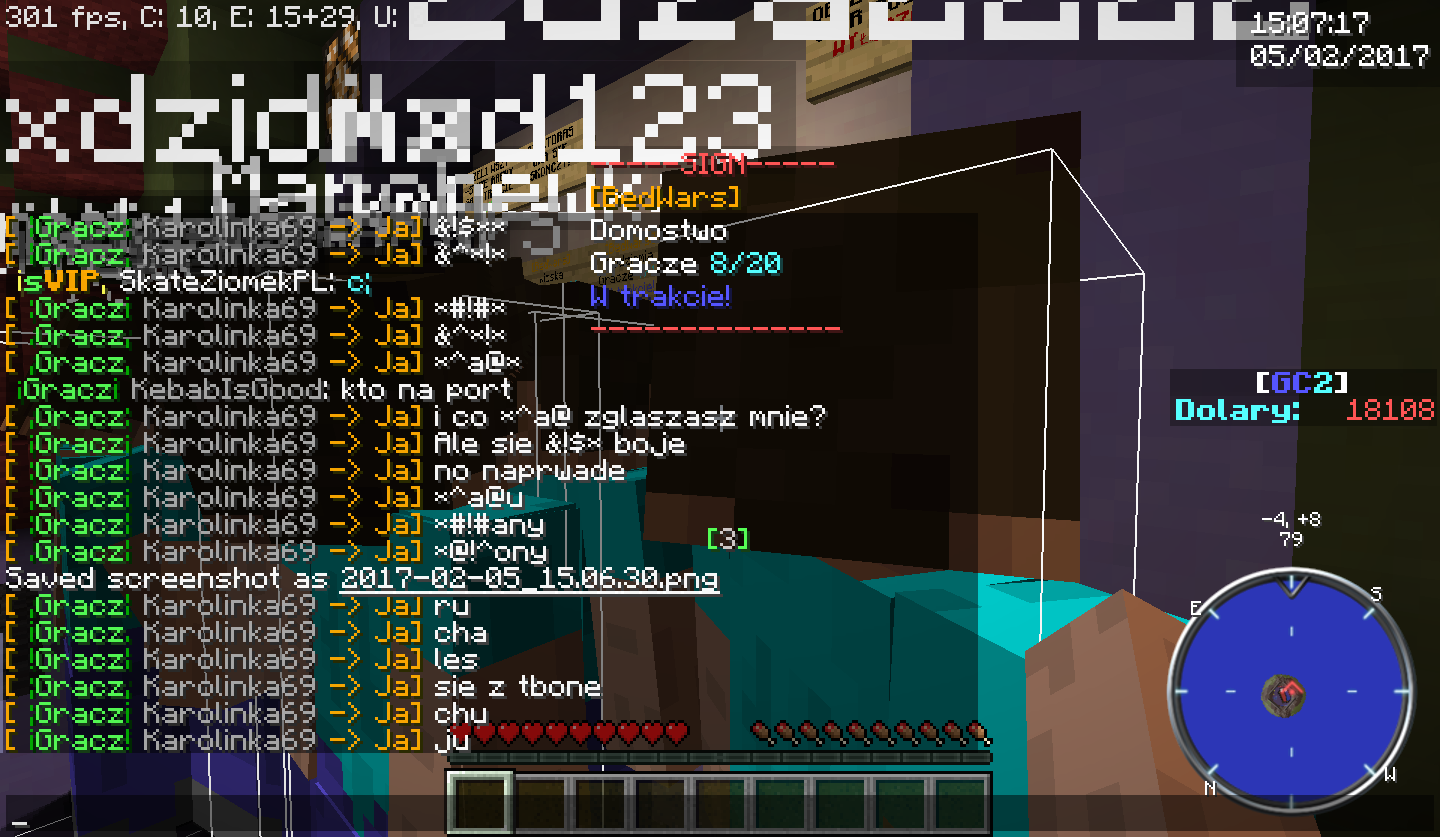 301 fps, C: 10, E: 15+29, U:
15:07:17
05/02/2017
-----SIGN-----
[BedWars]
Domostwo
Gracze 8/20
W trakcie!
[ Gracz Karolinka69 -> Ja] &!$××
[ Gracz Karolinka69 -> Ja] &^×!×
isVIP, SkateZiomekPL: c;
[ Gracz Karolinka69 -> Ja] ×#!#×
[ Gracz Karolinka69 -> Ja] &^×!×
[ Gracz Karolinka69 -> Ja] ×^a@×
Gracz KebabIsGood: kto na port
[ Gracz Karolinka69 -> Ja] i co ×^a@ zglaszasz mnie?
[ Gracz Karolinka69 -> Ja] Ale sie &!$× boje
[ Gracz Karolinka69 -> Ja] no naprwade
[ Gracz Karolinka69 -> Ja] ×^a@u
[ Gracz Karolinka69 -> Ja] ×#!#any
[ Gracz Karolinka69 -> Ja] ×@!^ony
Saved screenshot as 2017-02-05_15.06.30.png
[ Gracz Karolinka69 -> Ja] ru
[ Gracz Karolinka69 -> Ja] cha
[ Gracz Karolinka69 -> Ja] les
[ Gracz Karolinka69 -> Ja] sie z tbone
[ Gracz Karolinka69 -> Ja] chu
[ Gracz Karolinka69 -> Ja] ju
[3]
[GC2]
Dolary: 18108
-4, +8
79
E
S
N
W